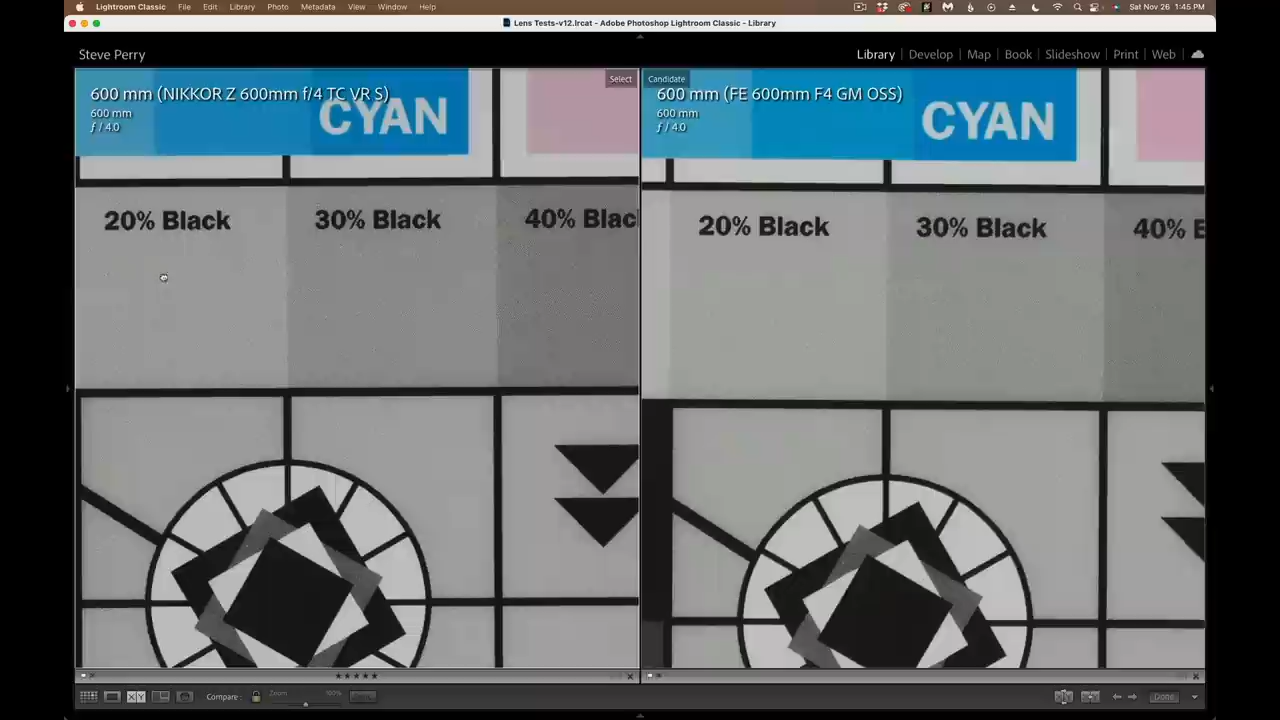 Lightroom Classic File Edit Library Photo Metadata View Window Help Sat Nov 26 1:45 PM
Lens Tests-v12.lrcat - Adobe Photoshop Lightroom Classic - Library
Steve Perry
Library | Develop | Map | Book | Slideshow | Print | Web
Select
600 mm (NIKKOR Z 600mm f/4 TC VR S)
600 mm
ƒ / 4.0
CYAN
20% Black
30% Black
40% Blac
Candidate
600 mm (FE 600mm F4 GM OSS)
600 mm
ƒ / 4.0
CYAN
20% Black
30% Black
40% B
Compare : Zoom 100%
Done